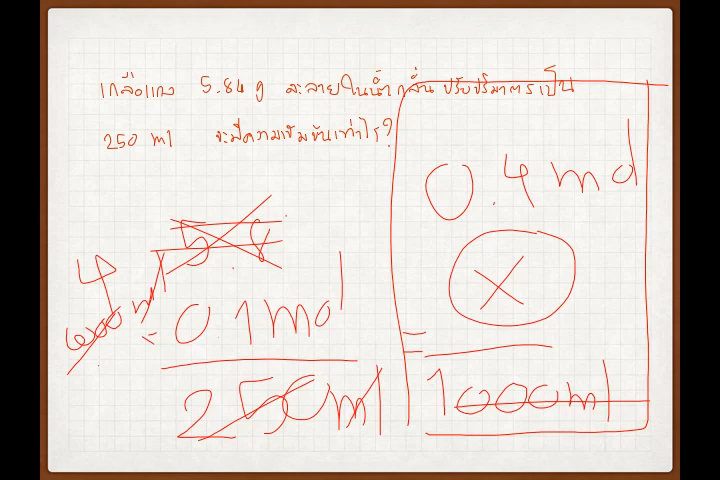 เกลือแกง 5.84 g ละลายในน้ำกลั่น ปรับปริมาตรเป็น
250 ml จะมีความเข้มข้นเท่าไร?
0.4 mol
5.8
4
X
= 0 1 mol =
250 ml 1000 ml